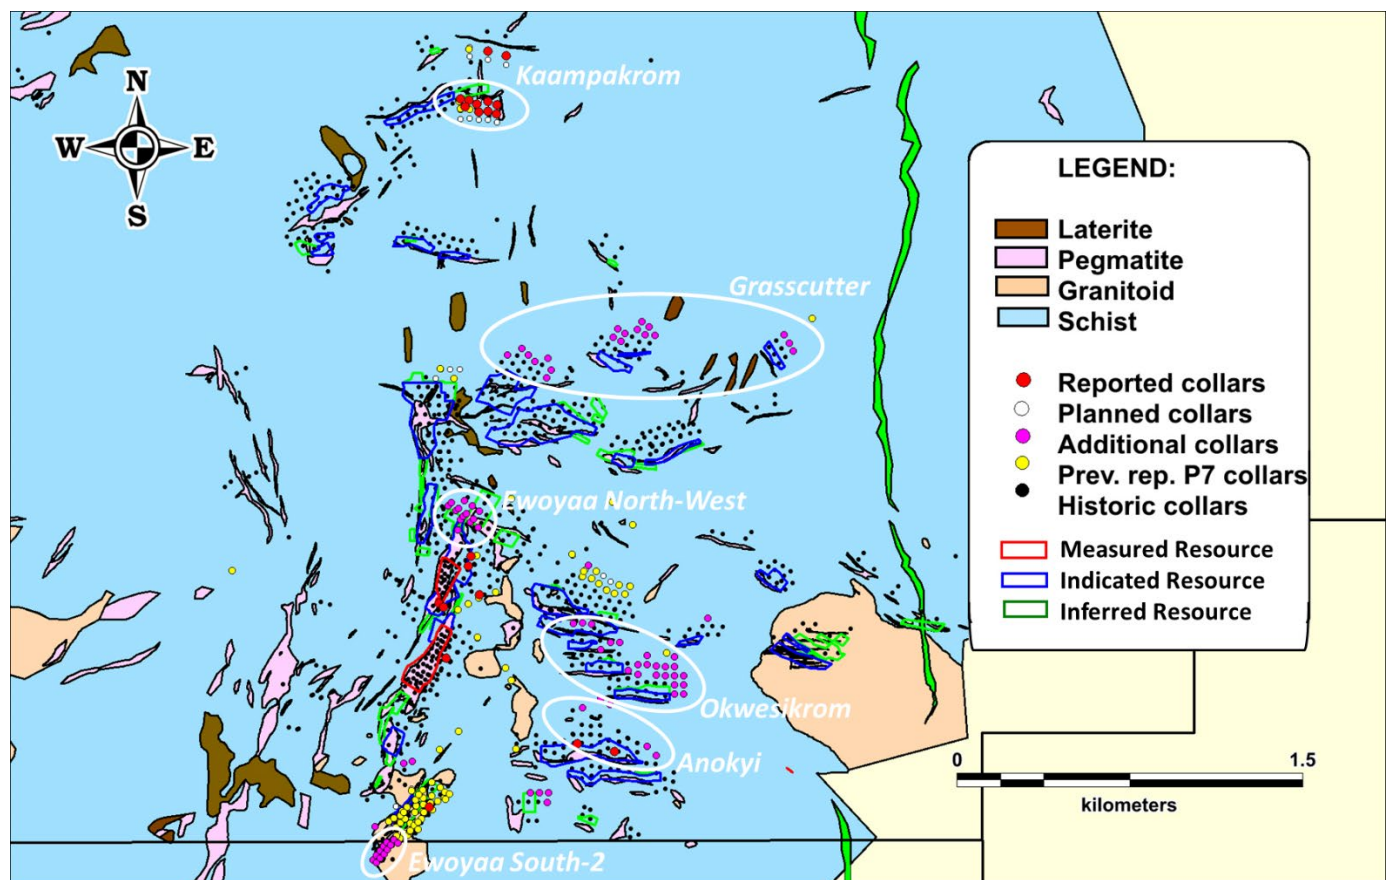 Kaampakrom
N
W
E
S
LEGEND:
Laterite
Pegmatite
Granitoid
Schist
Reported collars
Planned collars
Additional collars
Prev. rep. P7 collars
Historic collars
Measured Resource
Indicated Resource
Inferred Resource
Grasscutter
Ewoyaa North-West
Okwesikrom
Anokyi
0
1.5
kilometers
Ewoyaa South-2